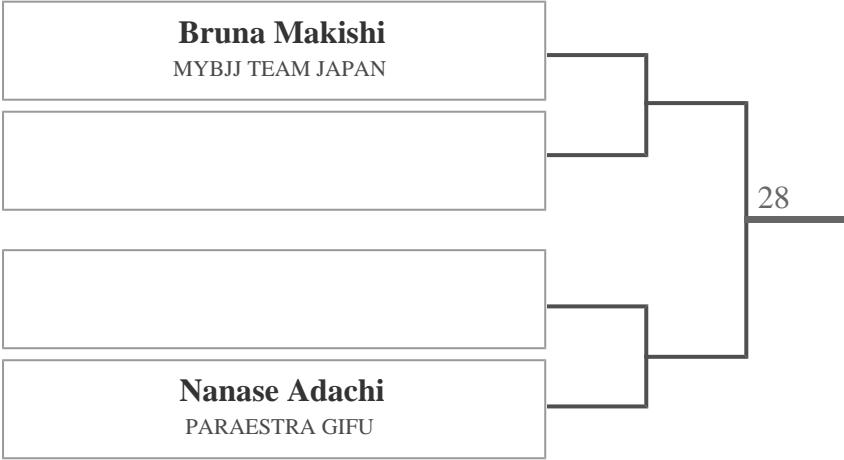 Bruna Makishi
MYBJJ TEAM JAPAN
28
Nanase Adachi
PARAESTRA GIFU